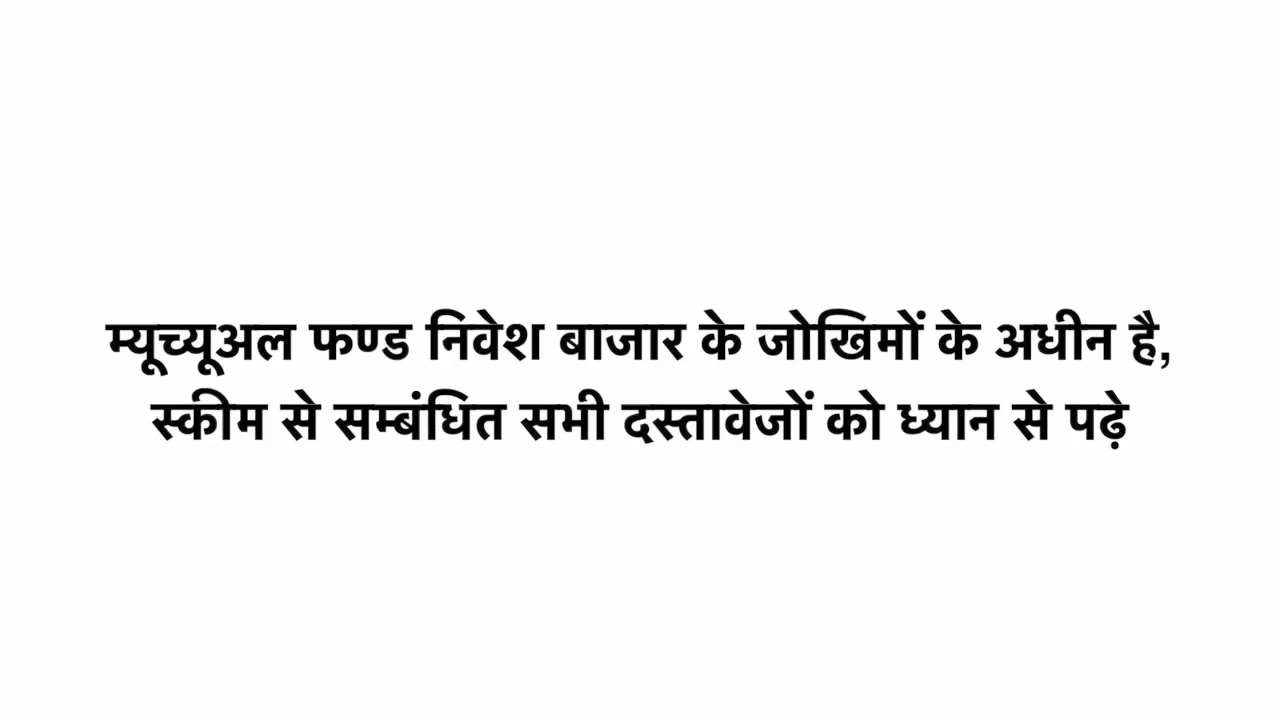 म्यूच्यूअल फण्ड निवेश बाजार के जोखिमों के अधीन है,
स्कीम से सम्बंधित सभी दस्तावेजों को ध्यान से पढ़े